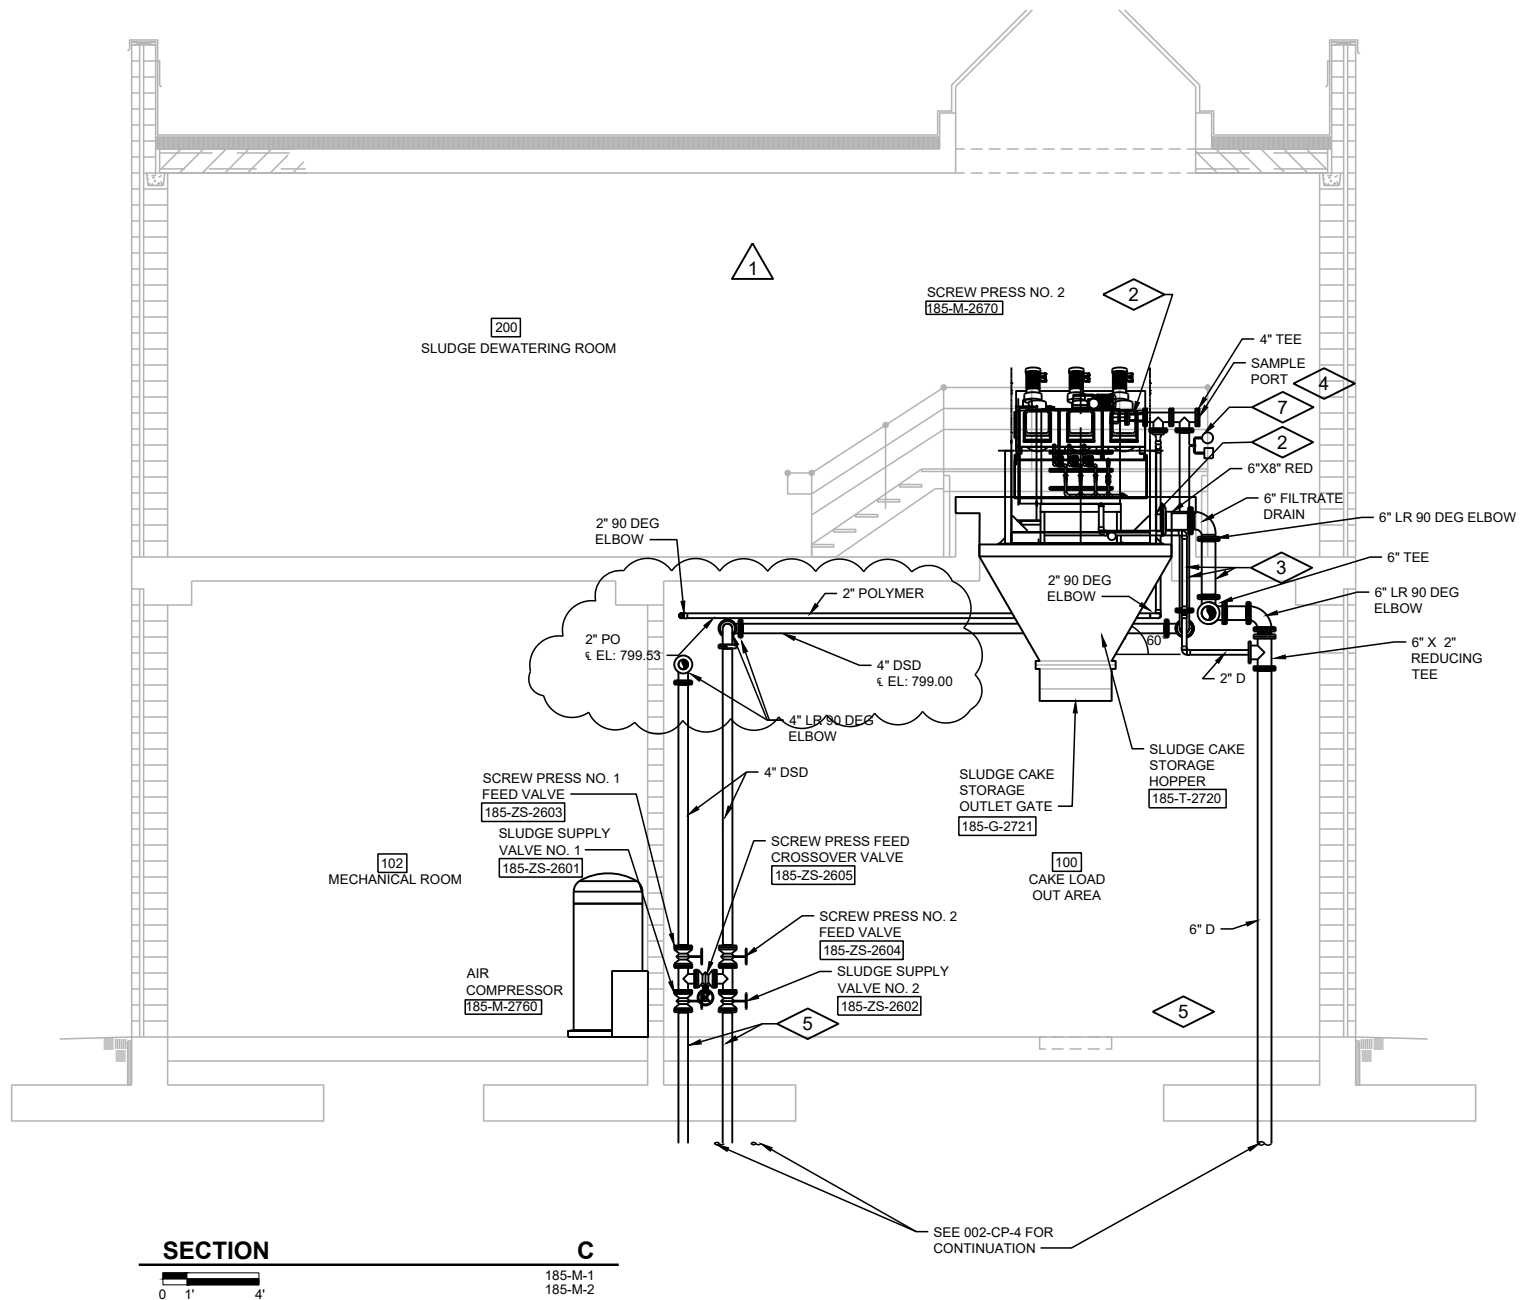 1
SCREW PRESS NO. 2
185-M-2670
2
200
SLUDGE DEWATERING ROOM
4" TEE
SAMPLE
PORT
4
7
2
6"X8" RED
6" FILTRATE
DRAIN
6" LR 90 DEG ELBOW
2" 90 DEG
ELBOW
6" TEE
3
2" 90 DEG
ELBOW
2" POLYMER
6" LR 90 DEG
ELBOW
2" PO
℄ EL: 799.53
60
4" DSD
℄ EL: 799.00
6" X 2"
REDUCING
TEE
2" D
4" LR 90 DEG
ELBOW
SCREW PRESS NO. 1
FEED VALVE
185-ZS-2603
4" DSD
SLUDGE CAKE
STORAGE
OUTLET GATE
185-G-2721
SLUDGE CAKE
STORAGE
HOPPER
185-T-2720
SLUDGE SUPPLY
VALVE NO. 1
185-ZS-2601
SCREW PRESS FEED
CROSSOVER VALVE
185-ZS-2605
102
MECHANICAL ROOM
100
CAKE LOAD
OUT AREA
SCREW PRESS NO. 2
FEED VALVE
185-ZS-2604
6" D
AIR
COMPRESSOR
185-M-2760
SLUDGE SUPPLY
VALVE NO. 2
185-ZS-2602
5
5
SEE 002-CP-4 FOR
CONTINUATION
SECTION C
185-M-1
185-M-2
0 1' 4'